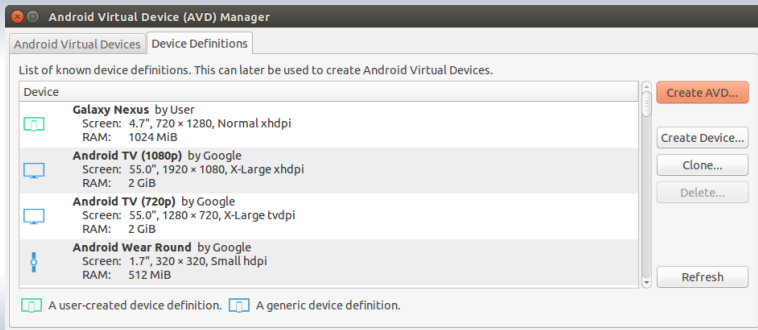 Android Virtual Device (AVD) Manager
Android Virtual Devices Device Definitions
List of known device definitions. This can later be used to create Android Virtual Devices.
Device
Galaxy Nexus by User
Screen: 4.7", 720 × 1280, Normal xhdpi
RAM: 1024 MiB
Android TV (1080p) by Google
Screen: 55.0", 1920 × 1080, X-Large xhdpi
RAM: 2 GiB
Android TV (720p) by Google
Screen: 55.0", 1280 × 720, X-Large tvdpi
RAM: 2 GiB
Android Wear Round by Google
Screen: 1.7", 320 × 320, Small hdpi
RAM: 512 MiB
Create AVD...
Create Device...
Clone...
Delete...
Refresh
A user-created device definition. A generic device definition.